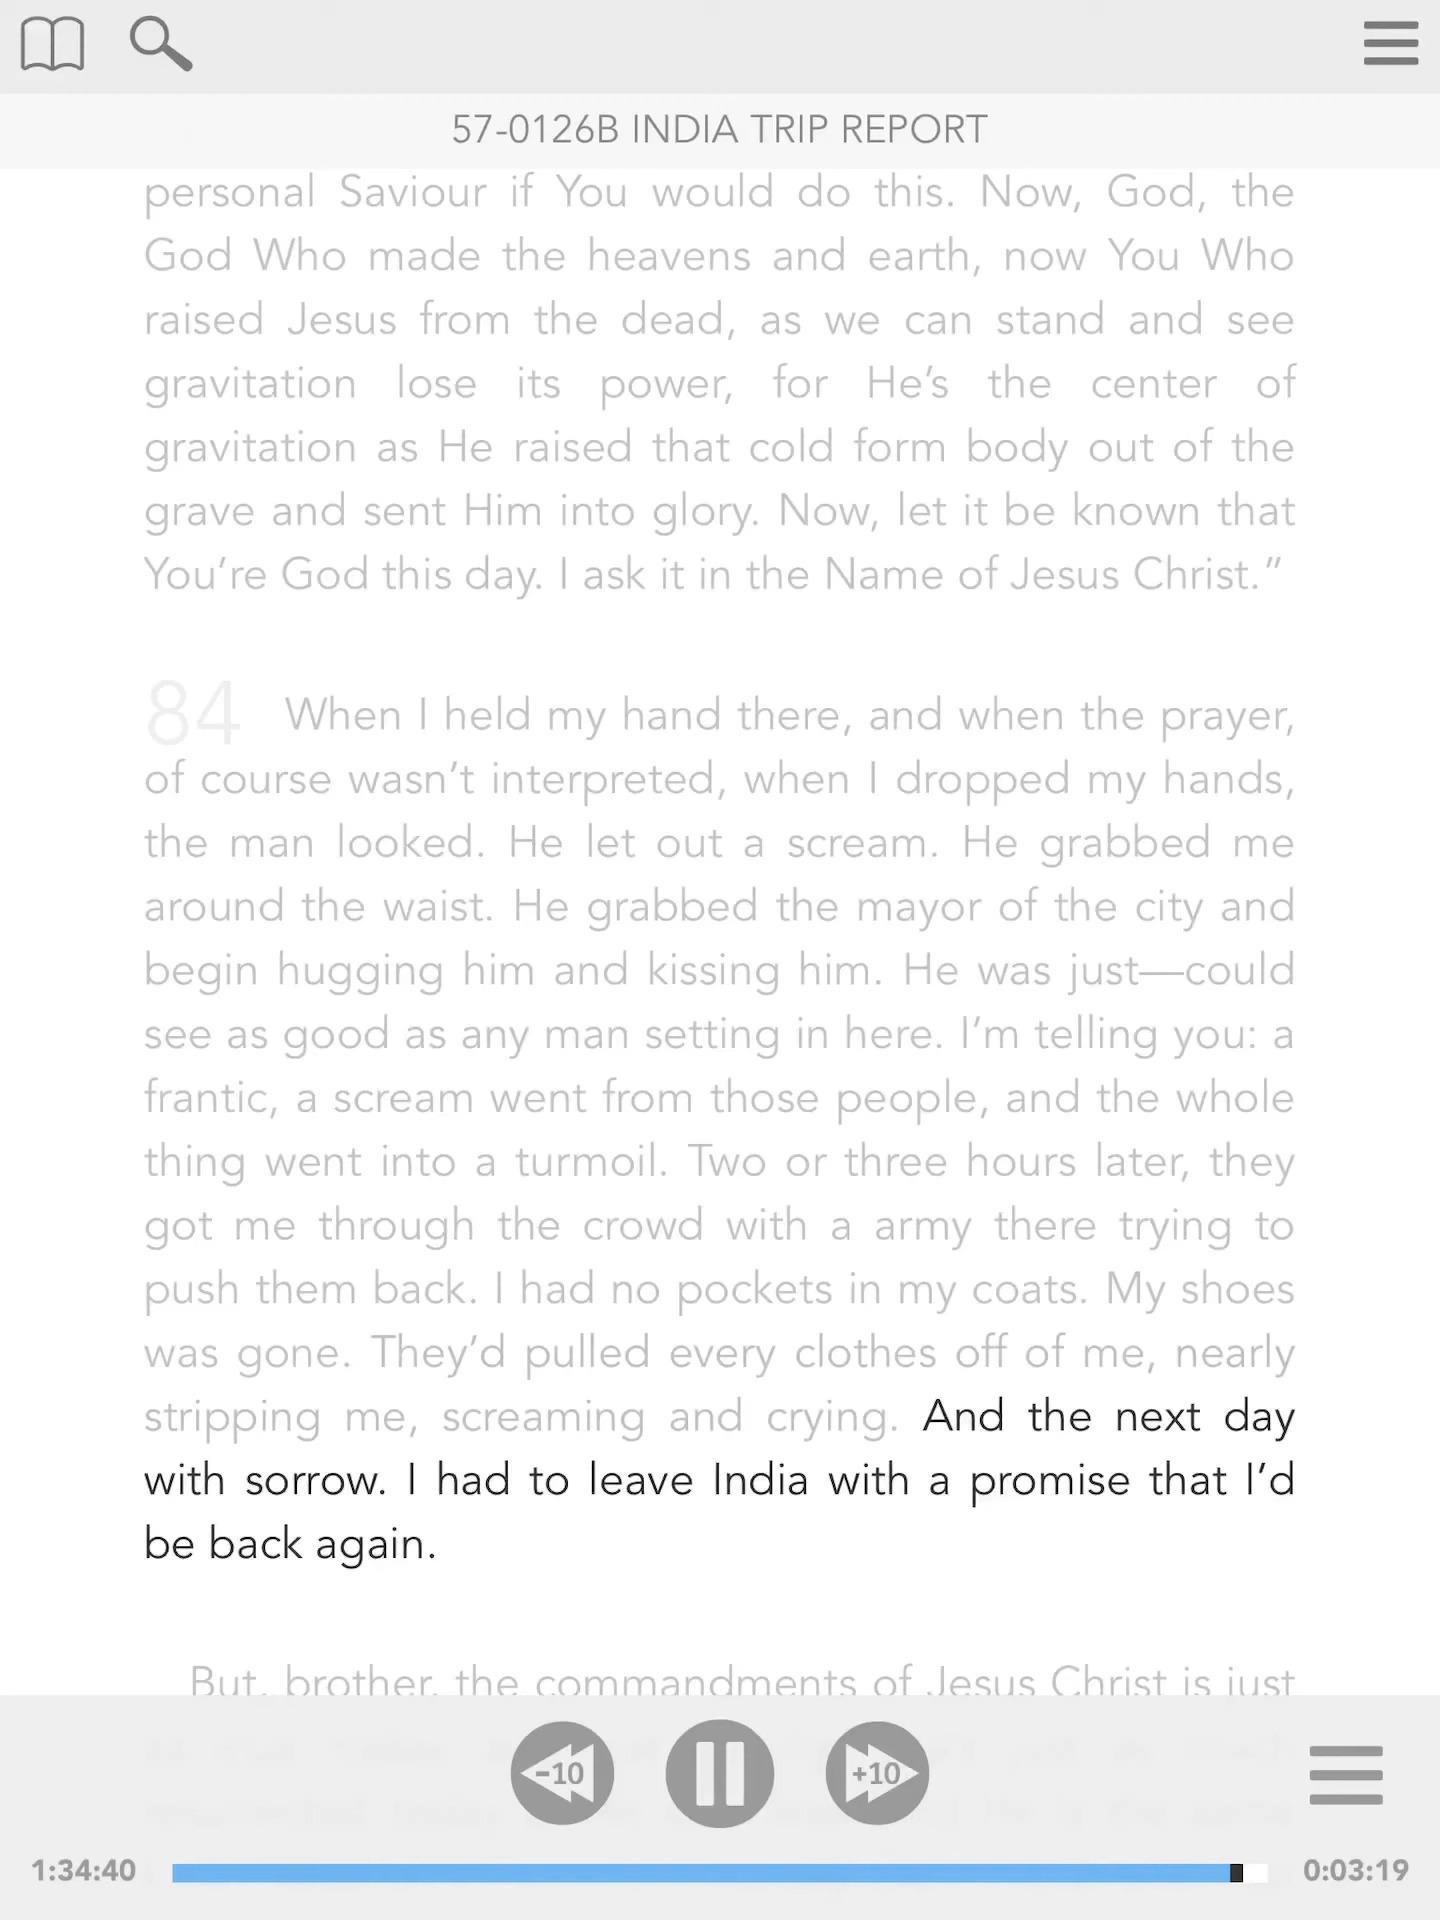 57-0126B INDIA TRIP REPORT
personal Saviour if You would do this. Now, God, the
God Who made the heavens and earth, now You Who
raised Jesus from the dead, as we can stand and see
gravitation lose its power, for He’s the center of
gravitation as He raised that cold form body out of the
grave and sent Him into glory. Now, let it be known that
You’re God this day. I ask it in the Name of Jesus Christ.”
84 When I held my hand there, and when the prayer,
of course wasn’t interpreted, when I dropped my hands,
the man looked. He let out a scream. He grabbed me
around the waist. He grabbed the mayor of the city and
begin hugging him and kissing him. He was just—could
see as good as any man setting in here. I’m telling you: a
frantic, a scream went from those people, and the whole
thing went into a turmoil. Two or three hours later, they
got me through the crowd with a army there trying to
push them back. I had no pockets in my coats. My shoes
was gone. They’d pulled every clothes off of me, nearly
stripping me, screaming and crying. And the next day
with sorrow. I had to leave India with a promise that I’d
be back again.
But, brother, the commandments of Jesus Christ is just
-10
+10
1:34:40
0:03:19